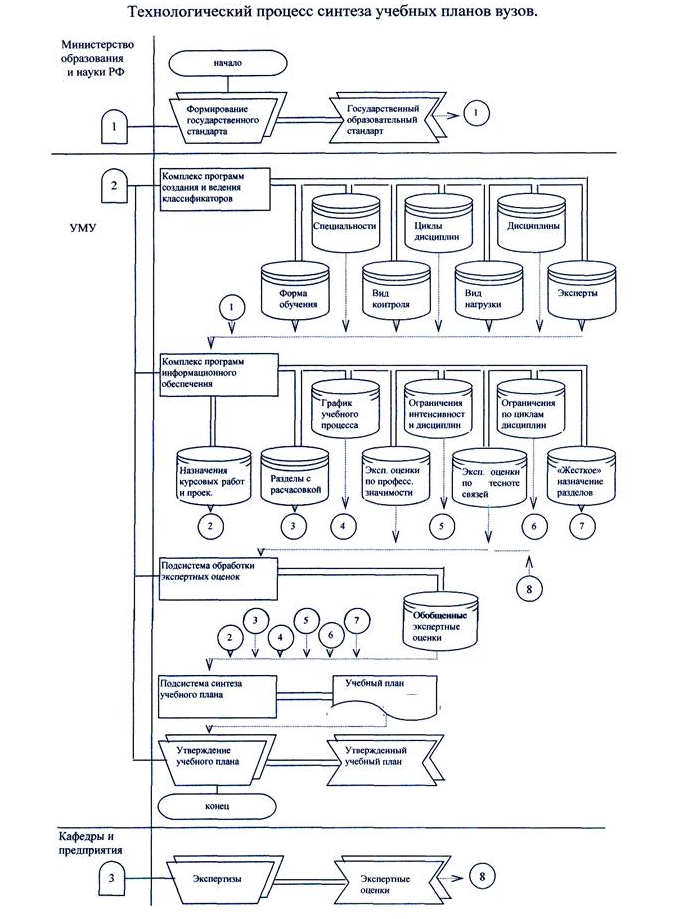 Технологический процесс синтеза учебных планов вузов.
Министерство
образования
и науки РФ
начало
1
Формирование
государственного
стандарта
Государственный
образовательный
стандарт
1
2
Комплекс программ
создания и ведения
классификаторов
УМУ
Специальности
Циклы
дисциплин
Дисциплины
Форма
обучения
Вид
контроля
Вид
нагрузки
Эксперты
1
Комплекс программ
информационного
обеспечения
График
учебного
процесса
Ограничения
интенсивност
и дисциплин
Ограничения
по циклам
дисциплин
Назначения
курсовых работ
и проек.
Разделы с
расчасовкой
Эксп. оценки
по професс.
значимости
Эксп. оценки
по тесноте
связей
«Жесткое»
назначение
разделов
2
3
4
5
6
7
Подсистема обработки
экспертных оценок
8
Обобщенные
экспертные
оценки
2
3
4
5
6
7
Подсистема синтеза
учебного плана
Учебный план
Утверждение
учебного плана
Утвержденный
учебный план
конец
Кафедры и
предприятия
3
Экспертизы
Экспертные
оценки
8